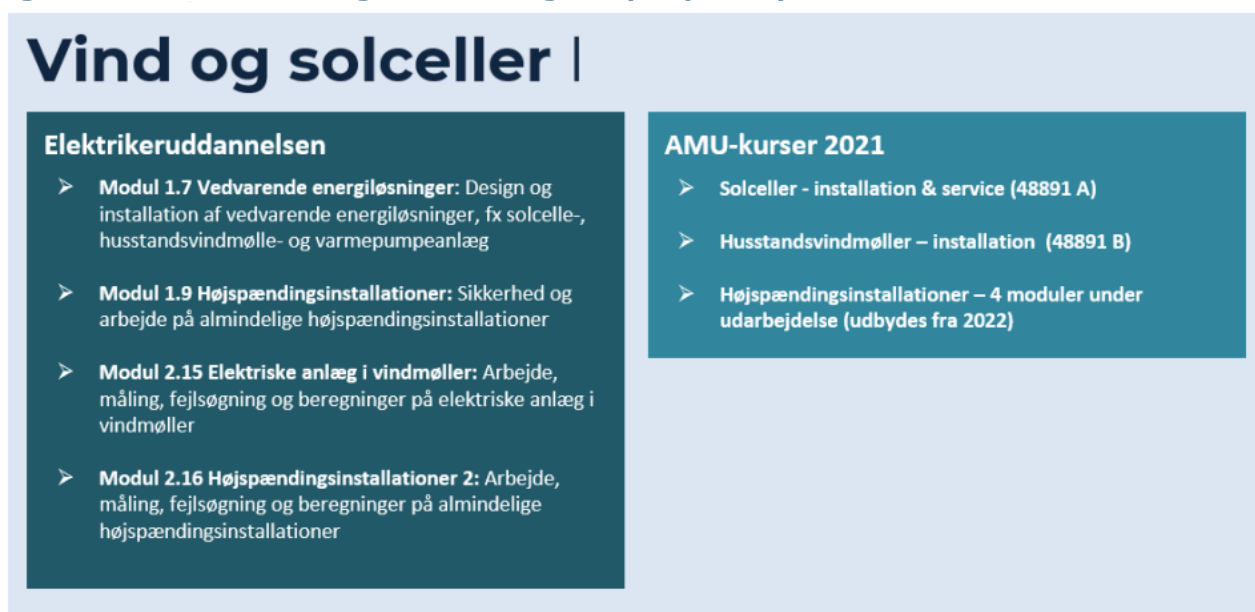 Vind og solceller |
Elektrikeruddannelsen
➢ Modul 1.7 Vedvarende energiløsninger: Design og
installation af vedvarende energiløsninger, fx solcelle-,
husstandsvindmølle- og varmepumpeanlæg
➢ Modul 1.9 Højspændingsinstallationer: Sikkerhed og
arbejde på almindelige højspændingsinstallationer
➢ Modul 2.15 Elektriske anlæg i vindmøller: Arbejde,
måling, fejlsøgning og beregninger på elektriske anlæg i
vindmøller
➢ Modul 2.16 Højspændingsinstallationer 2: Arbejde,
måling, fejlsøgning og beregninger på almindelige
højspændingsinstallationer
AMU-kurser 2021
➢ Solceller - installation & service (48891 A)
➢ Husstandsvindmøller – installation (48891 B)
➢ Højspændingsinstallationer – 4 moduler under
udarbejdelse (udbydes fra 2022)